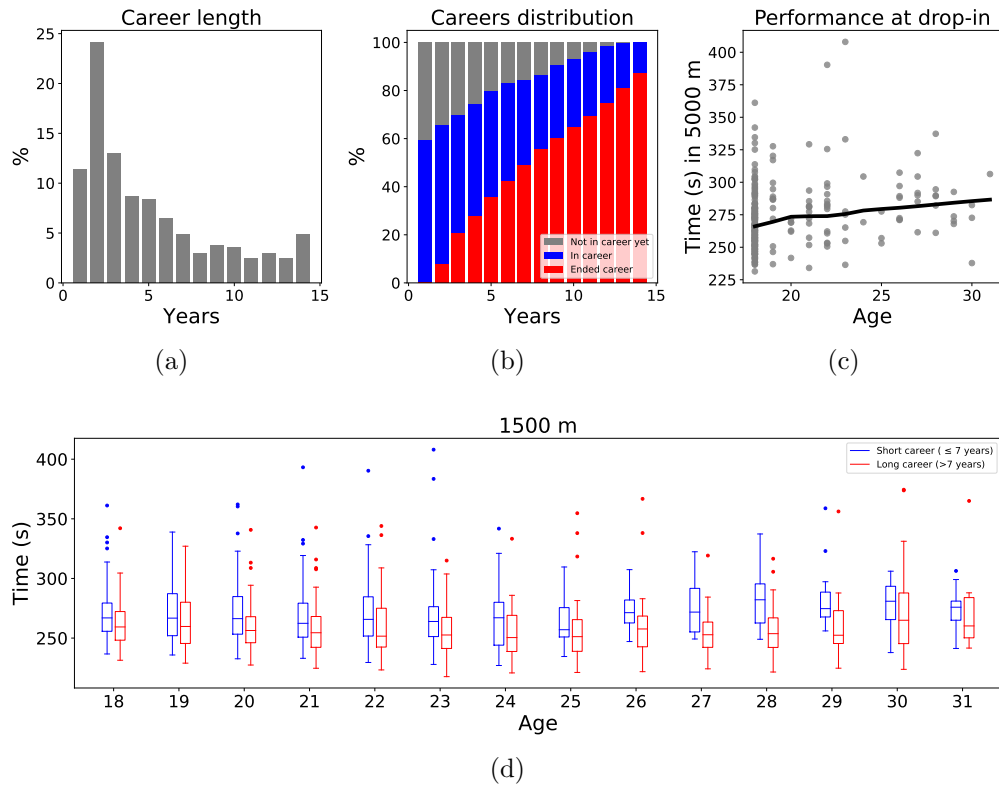 Career length
25
20
15
10
5
0
%
0 5 10 15
Years
(a)
Careers distribution
100
80
60
40
20
0
%
Not in career yet
In career
Ended career
0 5 10 15
Years
(b)
Performance at drop-in
400
375
350
325
300
275
250
225
Time (s) in 5000 m
20 25 30
Age
(c)
1500 m
400
350
300
250
Time (s)
Short career ( ≤ 7 years)
Long career (>7 years)
18 19 20 21 22 23 24 25 26 27 28 29 30 31
Age
(d)